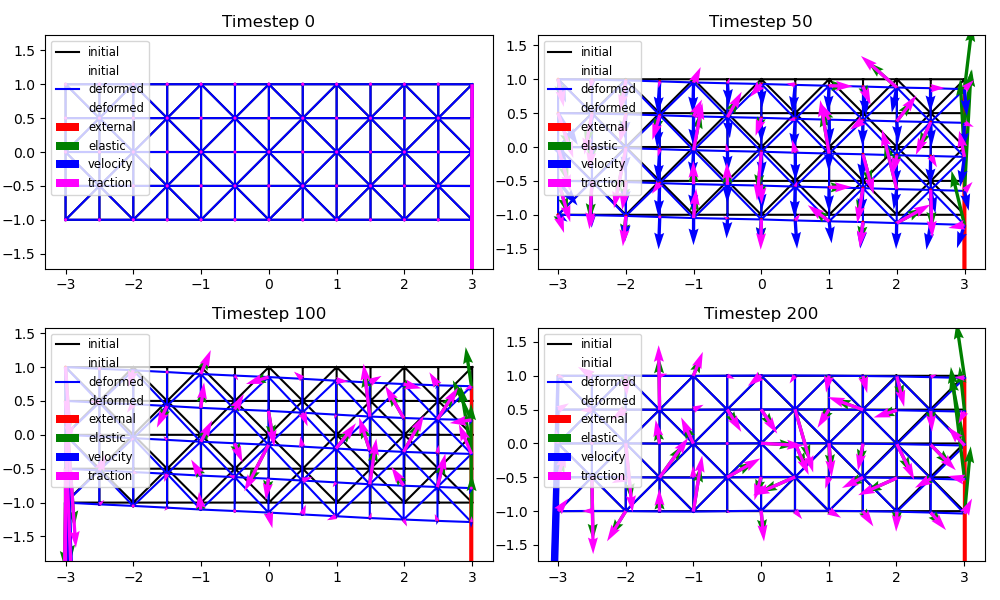 Timestep 0
1.5
1.0
0.5
0.0
−0.5
−1.0
−3
−2
−1
0
1
2
3
initial
initial
deformed
deformed
external
elastic
velocity
traction
Timestep 50
1.5
1.0
0.5
0.0
−0.5
−1.0
−1.5
−3
−2
−1
0
1
2
3
initial
initial
deformed
deformed
external
elastic
velocity
traction
Timestep 100
1.5
1.0
0.5
0.0
−0.5
−1.0
−1.5
−3
−2
−1
0
1
2
3
initial
initial
deformed
deformed
external
elastic
velocity
traction
Timestep 200
1.5
1.0
0.5
0.0
−0.5
−1.0
−1.5
−3
−2
−1
0
1
2
3
initial
initial
deformed
deformed
external
elastic
velocity
traction